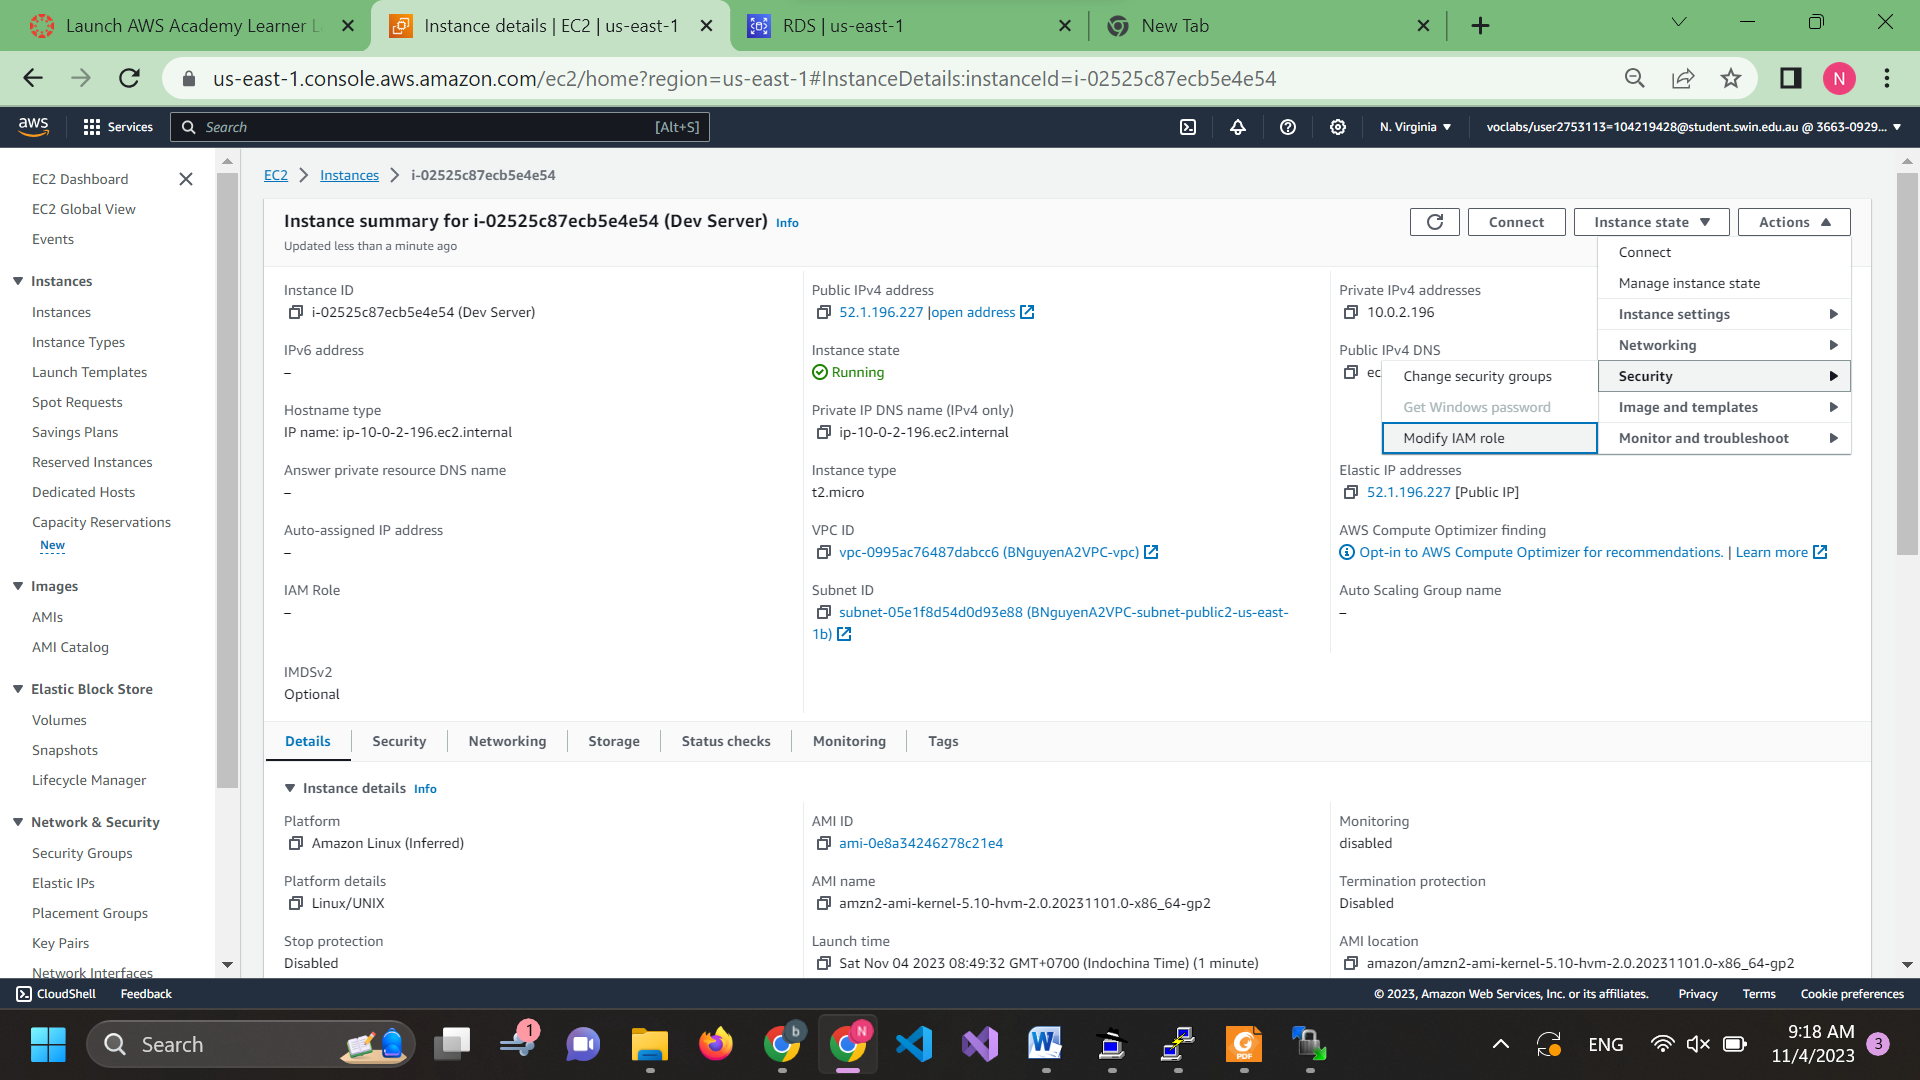 Launch AWS Academy Learner L
Instance details | EC2 | us-east-1
RDS | us-east-1
New Tab
us-east-1.console.aws.amazon.com/ec2/home?region=us-east-1#InstanceDetails:instanceId=i-02525c87ecb5e4e54
N
aws
Services
Search
[Alt+S]
N. Virginia
voclabs/user2753113=104219428@student.swin.edu.au @ 3663-0929...
EC2 Dashboard
EC2 Global View
Events
Instances
Instances
Instance Types
Launch Templates
Spot Requests
Savings Plans
Reserved Instances
Dedicated Hosts
Capacity Reservations
New
Images
AMIs
AMI Catalog
Elastic Block Store
Volumes
Snapshots
Lifecycle Manager
Network & Security
Security Groups
Elastic IPs
Placement Groups
Key Pairs
Network Interfaces
EC2
Instances
i-02525c87ecb5e4e54
Instance summary for i-02525c87ecb5e4e54 (Dev Server) Info
Updated less than a minute ago
Connect
Instance state
Actions
Connect
Manage instance state
Instance settings
Networking
Security
Image and templates
Monitor and troubleshoot
Change security groups
Get Windows password
Modify IAM role
Instance ID
i-02525c87ecb5e4e54 (Dev Server)
IPv6 address
–
Hostname type
IP name: ip-10-0-2-196.ec2.internal
Answer private resource DNS name
–
Auto-assigned IP address
–
IAM Role
–
IMDSv2
Optional
Public IPv4 address
52.1.196.227 |open address
Instance state
Running
Private IP DNS name (IPv4 only)
ip-10-0-2-196.ec2.internal
Instance type
t2.micro
VPC ID
vpc-0995ac76487dabcc6 (BNguyenA2VPC-vpc)
Subnet ID
subnet-05e1f8d54d0d93e88 (BNguyenA2VPC-subnet-public2-us-east-
1b)
Private IPv4 addresses
10.0.2.196
Public IPv4 DNS
ec
Elastic IP addresses
52.1.196.227 [Public IP]
AWS Compute Optimizer finding
Opt-in to AWS Compute Optimizer for recommendations. | Learn more
Auto Scaling Group name
–
Details
Security
Networking
Storage
Status checks
Monitoring
Tags
Instance details Info
Platform
Amazon Linux (Inferred)
Platform details
Linux/UNIX
Stop protection
Disabled
AMI ID
ami-0e8a34246278c21e4
AMI name
amzn2-ami-kernel-5.10-hvm-2.0.20231101.0-x86_64-gp2
Launch time
Sat Nov 04 2023 08:49:32 GMT+0700 (Indochina Time) (1 minute)
Monitoring
disabled
Termination protection
Disabled
AMI location
amazon/amzn2-ami-kernel-5.10-hvm-2.0.20231101.0-x86_64-gp2
CloudShell
Feedback
© 2023, Amazon Web Services, Inc. or its affiliates.
Privacy
Terms
Cookie preferences
Search
1
b
N
W
PDF
ENG
9:18 AM
11/4/2023
3